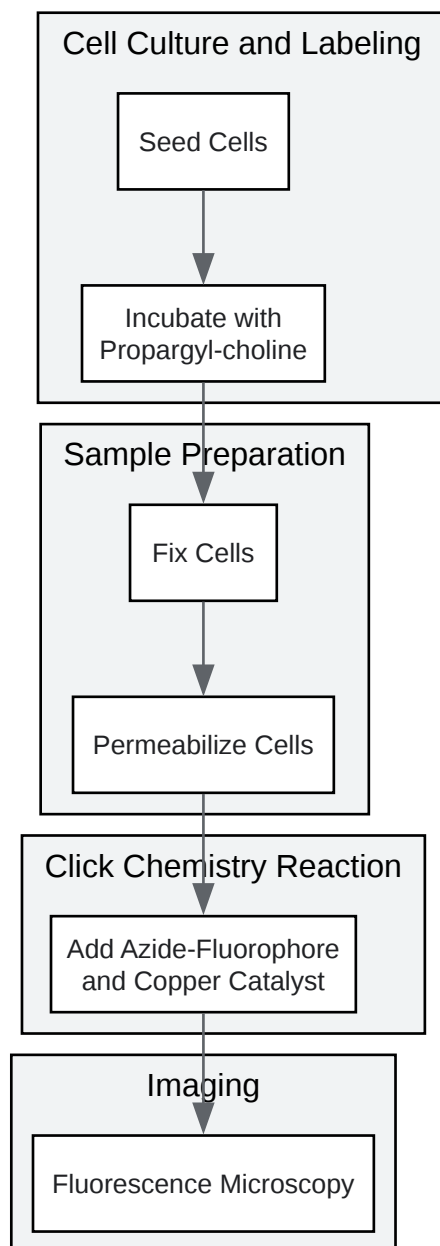 Cell Culture and Labeling
Seed Cells
Incubate with
Propargyl-choline
Sample Preparation
Fix Cells
Permeabilize Cells
Click Chemistry Reaction
Add Azide-Fluorophore
and Copper Catalyst
Imaging
Fluorescence Microscopy